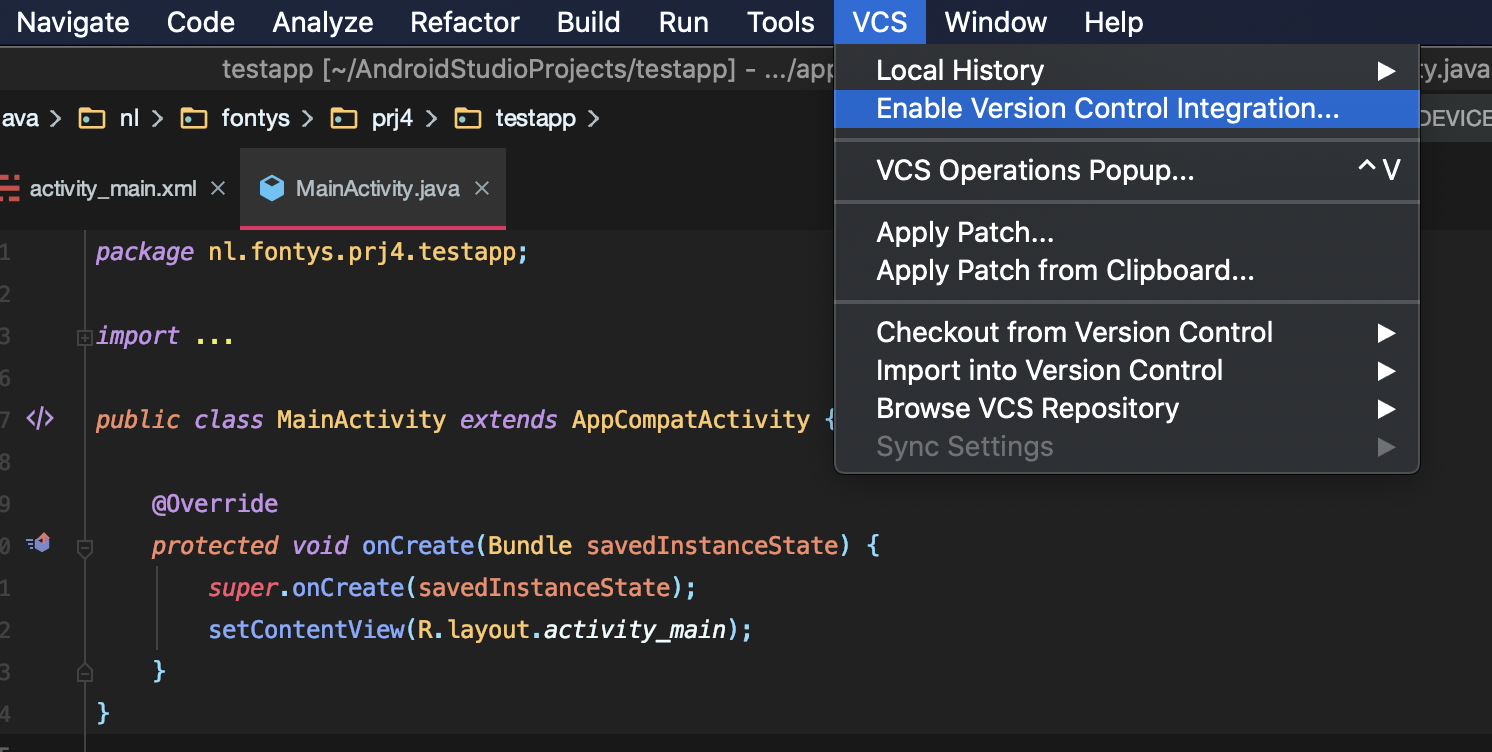 Navigate Code Analyze Refactor Build Run Tools VCS Window Help
testapp [~/AndroidStudioProjects/testapp] - .../app y.java
ava > nl > fontys > prj4 > testapp > DEVICE
activity_main.xml × MainActivity.java ×
Local History ▶
Enable Version Control Integration...
VCS Operations Popup... ^V
Apply Patch...
Apply Patch from Clipboard...
Checkout from Version Control ▶
Import into Version Control ▶
Browse VCS Repository ▶
Sync Settings ▶
1 package nl.fontys.prj4.testapp;
2
3 import ...
6
7 public class MainActivity extends AppCompatActivity {
8
9 @Override
0 protected void onCreate(Bundle savedInstanceState) {
1 super.onCreate(savedInstanceState);
2 setContentView(R.layout.activity_main);
3 }
4 }